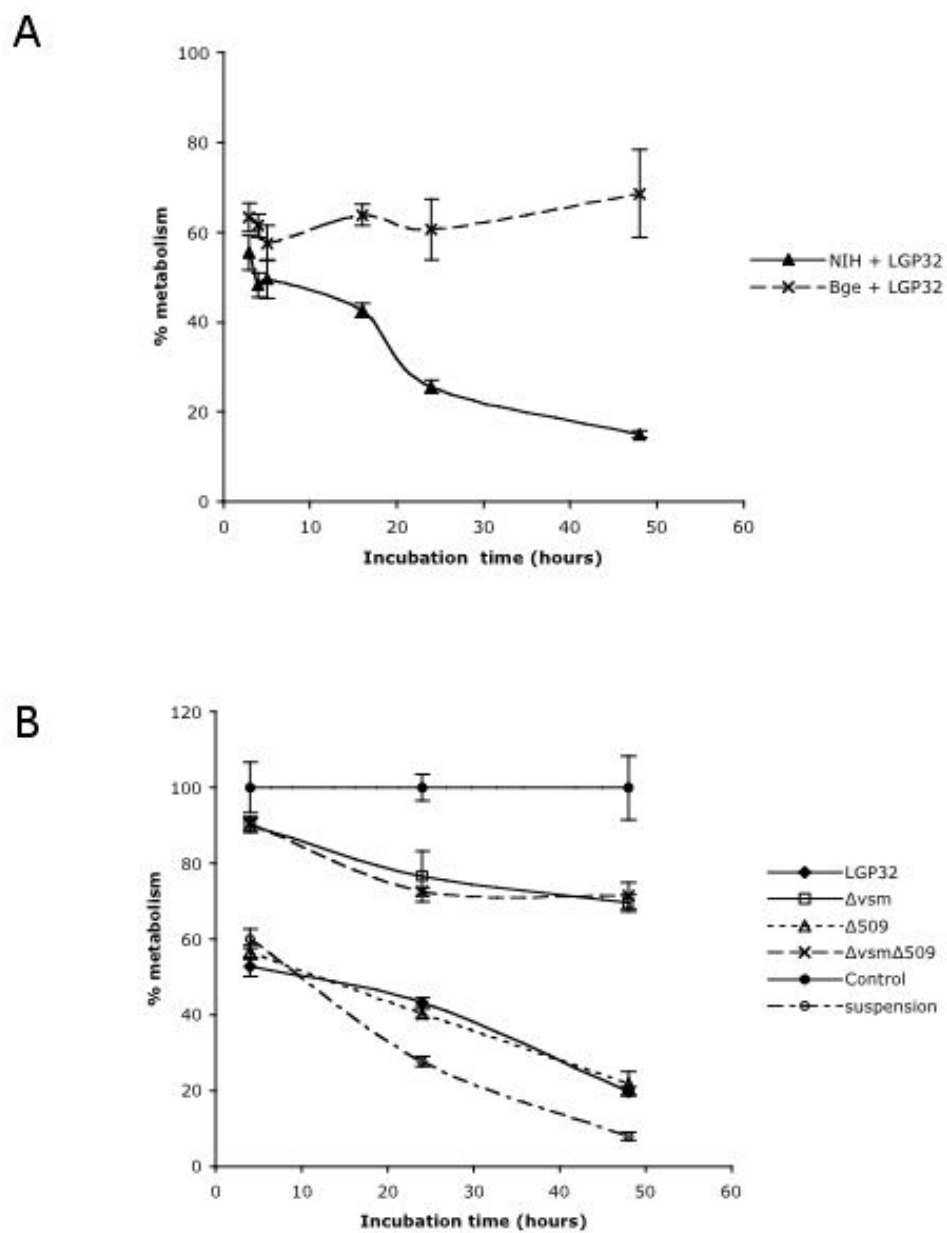 A
100
80
60
40
20
0
% metabolism
0 10 20 30 40 50 60
Incubation time (hours)
NIH + LGP32
Bge + LGP32
B
120
100
80
60
40
20
0
% metabolism
0 10 20 30 40 50 60
Incubation time (hours)
LGP32
Δvsm
Δ509
ΔvsmΔ509
Control
suspension